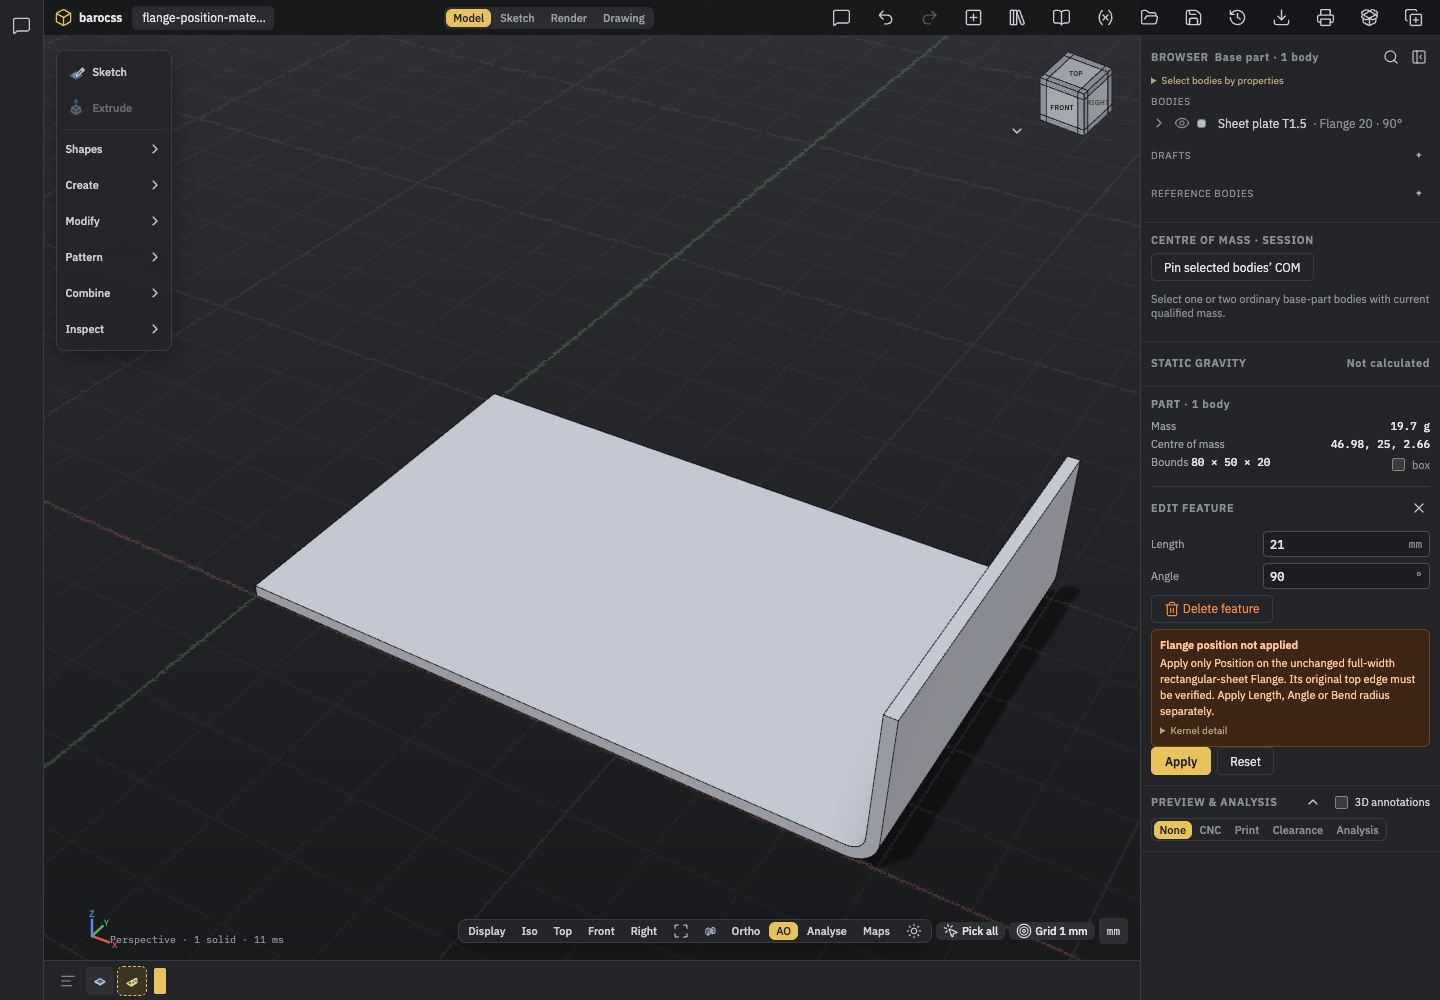 barocss
flange-position-mate...
Model
Sketch
Render
Drawing
Sketch
Extrude
Shapes
Create
Modify
Pattern
Combine
Inspect
TOP
FRONT
RIGHT
BROWSER Base part · 1 body
Select bodies by properties
BODIES
Sheet plate T1.5 · Flange 20 · 90°
DRAFTS
+
REFERENCE BODIES
+
CENTRE OF MASS · SESSION
Pin selected bodies’ COM
Select one or two ordinary base-part bodies with current
qualified mass.
STATIC GRAVITY Not calculated
PART · 1 body
Mass 19.7 g
Centre of mass 46.98, 25, 2.66
Bounds 80 × 50 × 20 box
EDIT FEATURE
Length 21 mm
Angle 90 °
Delete feature
Flange position not applied
Apply only Position on the unchanged full-width
rectangular-sheet Flange. Its original top edge must
be verified. Apply Length, Angle or Bend radius
separately.
Kernel detail
Apply Reset
PREVIEW & ANALYSIS 3D annotations
None CNC Print Clearance Analysis
Z
Y
X
Perspective · 1 solid · 11 ms
Display Iso Top Front Right Ortho AO Analyse Maps Pick all Grid 1 mm mm